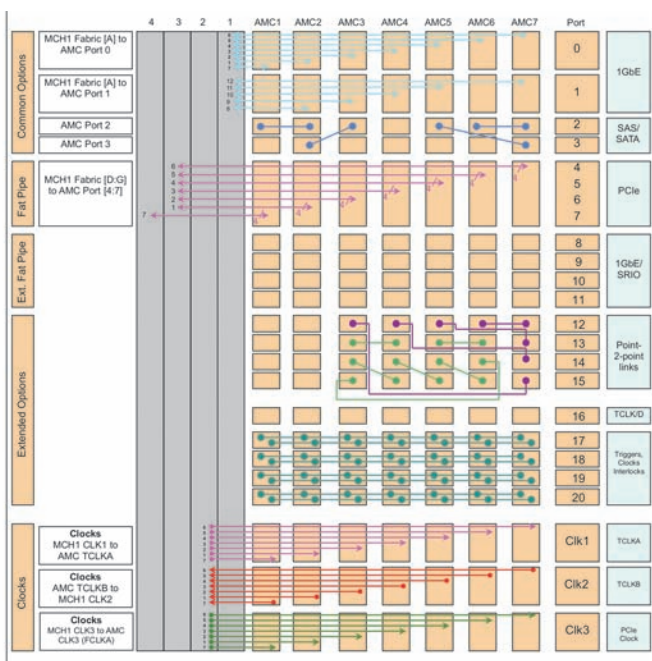 4 3 2 1 AMC1 AMC2 AMC3 AMC4 AMC5 AMC6 AMC7 Port
Common Options
MCH1 Fabric [A] to
AMC Port 0
0
1GbE
MCH1 Fabric [A] to
AMC Port 1
12
11
10
9
8
1
AMC Port 2
2
SAS/
SATA
AMC Port 3
3
Fat Pipe
MCH1 Fabric [D:G]
to AMC Port [4:7]
6
5
4
3
2
1
7
4
5
6
7
PCIe
Ext. Fat Pipe
8
9
10
11
1GbE/
SRIO
Extended Options
12
13
14
15
Point-
2-point
links
16
TCLK/D
17
18
19
20
Triggers,
Clocks
Interlocks
Clocks
Clocks
MCH1 CLK1 to
AMC TCLKA
Clk1
TCLKA
Clocks
AMC TCLKB to
MCH1 CLK2
Clk2
TCLKB
Clocks
MCH1 CLK3 to AMC
CLK3 (FCLKA)
Clk3
PCIe
Clock